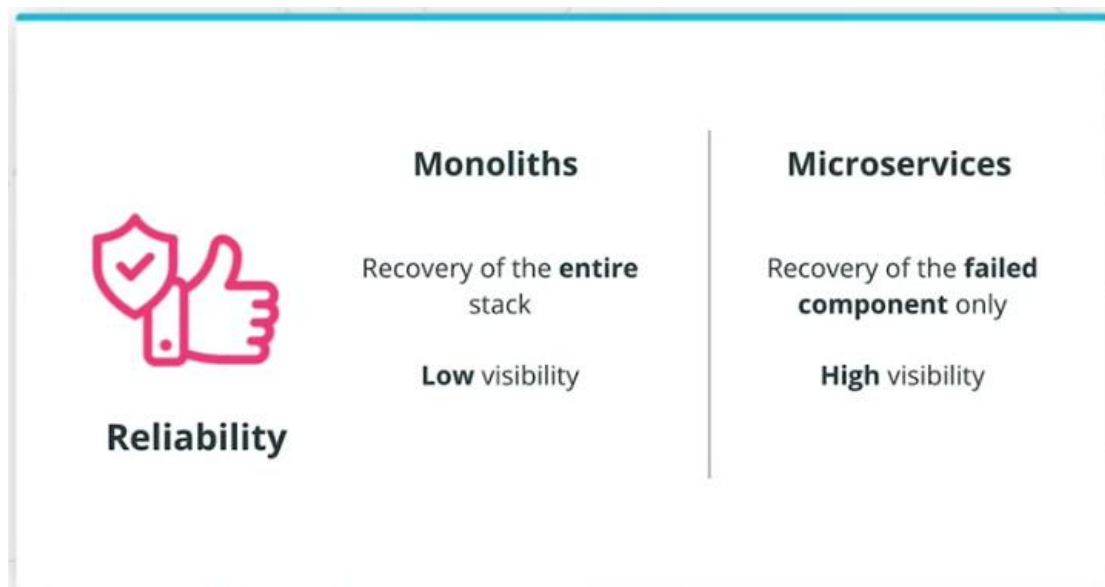 Monoliths
Microservices
Recovery of the entire
stack
Recovery of the failed
component only
Low visibility
High visibility
Reliability